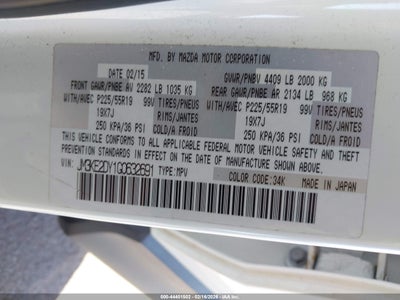 MFD. BY MAZDA MOTOR CORPORATION
DATE 02/15 GVWR/PNBV 4409 LB 2000 KG
FRONT GAWR/PNBE AV 2282 LB 1035 KG REAR GAWR/PNBE AR 2134 LB 968 KG
WITH/AVEC P225/55R19 99V TIRES/PNEUS WITH/AVEC P225/55R19 99V TIRES/PNEUS
19X7J RIMS/JANTES 19X7J RIMS/JANTES
250 KPA/36 PSI COLD/A FROID 250 KPA/36 PSI COLD/A FROID
THIS VEHICLE CONFORMS TO ALL APPLICABLE FEDERAL MOTOR VEHICLE
SAFETY, BUMPER, AND THEFT PREVENTION STANDARDS IN EFFECT
ON THE DATE OF MANUFACTURE SHOWN ABOVE.
VIN: JM3KE2DY1G0632691 TYPE: MPV
COLOR CODE: 34K MADE IN JAPAN